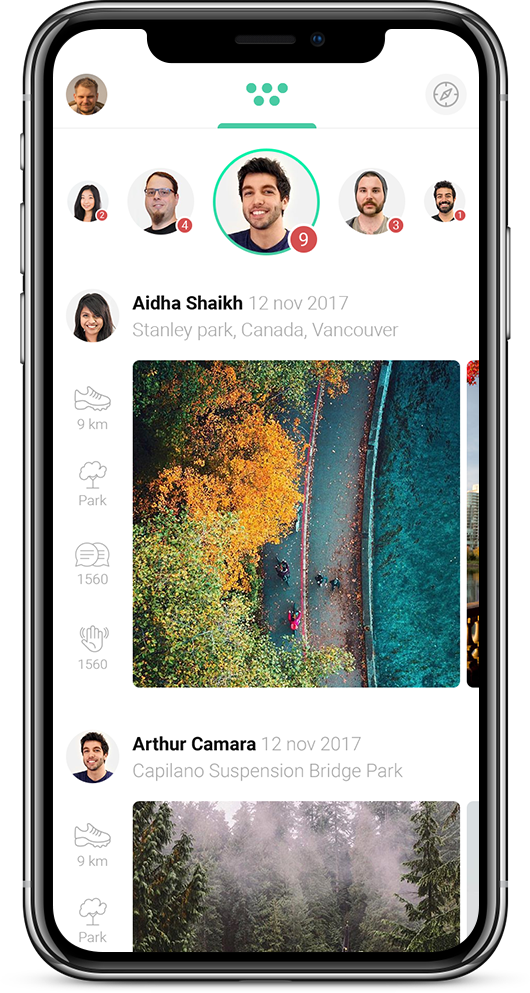 2
4
9
3
1
Aidha Shaikh 12 nov 2017
Stanley park, Canada, Vancouver
9 km
Park
1560
1560
Arthur Camara 12 nov 2017
Capilano Suspension Bridge Park
9 km
Park